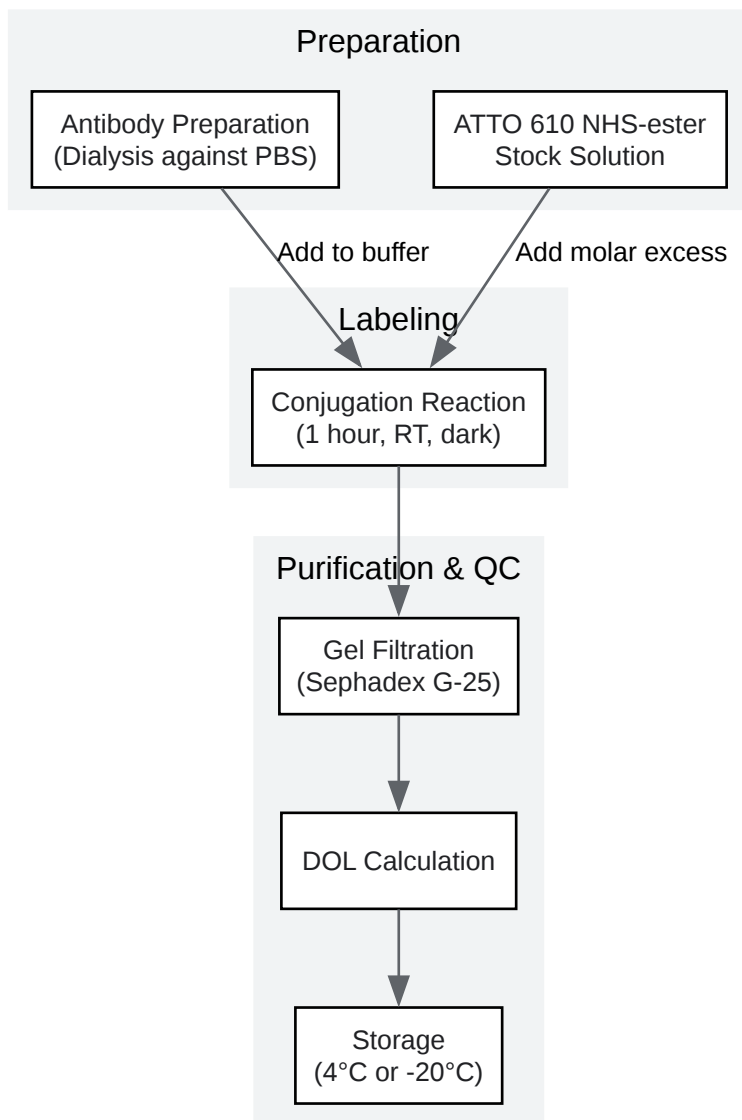 Preparation
Antibody Preparation
(Dialysis against PBS)
ATTO 610 NHS-ester
Stock Solution
Add to buffer
Add molar excess
Labeling
Conjugation Reaction
(1 hour, RT, dark)
Purification & QC
Gel Filtration
(Sephadex G-25)
DOL Calculation
Storage
(4°C or -20°C)